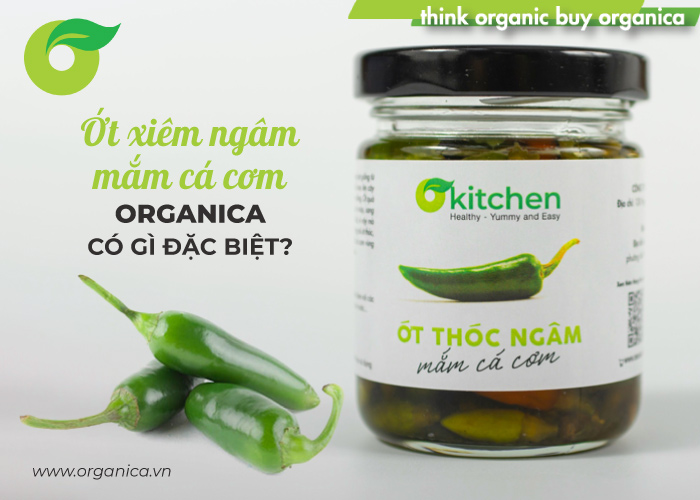 think organic buy organica
Ớt xiêm ngâm
mắm cá cơm
ORGANICA
CÓ GÌ ĐẶC BIỆT?
kitchen
Healthy - Yummy and Easy
ỚT THÓC NGÂM
mắm cá cơm
www.organica.vn